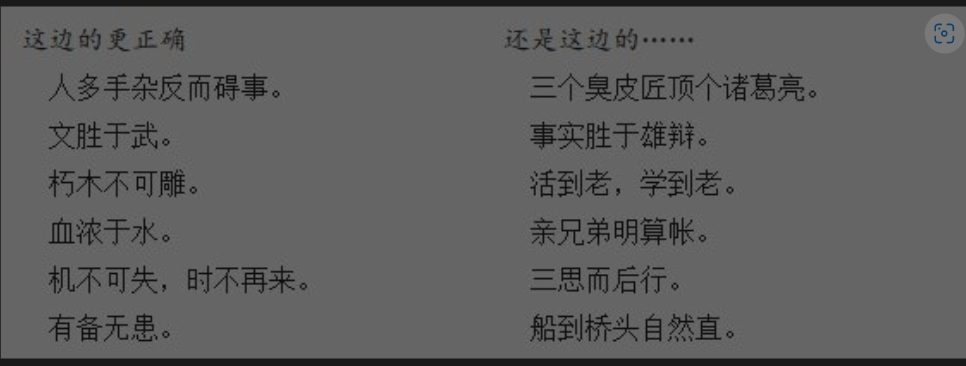 这边的更正确 还是这边的……
人多手杂反而碍事。 三个臭皮匠顶个诸葛亮。
文胜于武。 事实胜于雄辩。
朽木不可雕。 活到老，学到老。
血浓于水。 亲兄弟明算帐。
机不可失，时不再来。 三思而后行。
有备无患。 船到桥头自然直。